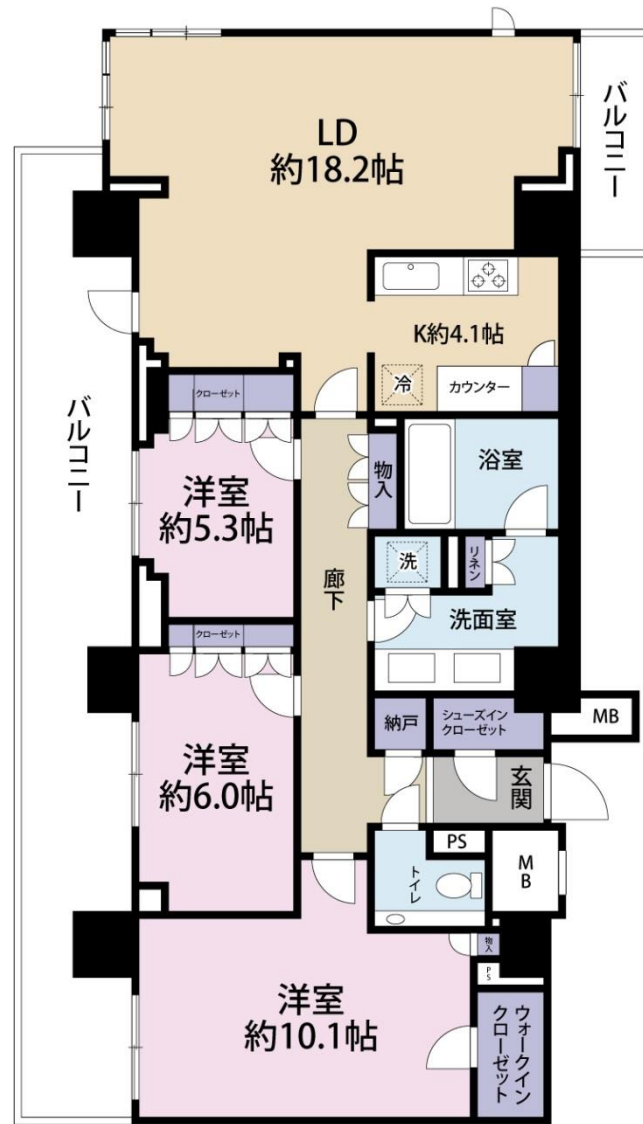 LD
約18.2帖
バルコニー
K約4.1帖
冷
カウンター
クローゼット
バルコニー
洋室
約5.3帖
物入
浴室
廊下
洗
リネン
洗面室
クローゼット
洋室
約6.0帖
納戸
シューズイン
クローゼット
MB
玄関
PS
トイレ
M
B
物入
PS
洋室
約10.1帖
ウォークイン
クローゼット